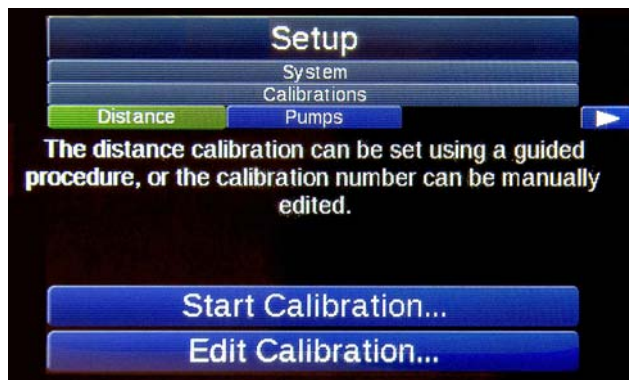 Setup
System
Calibrations
Distance Pumps
The distance calibration can be set using a guided
procedure, or the calibration number can be manually
edited.
Start Calibration...
Edit Calibration...